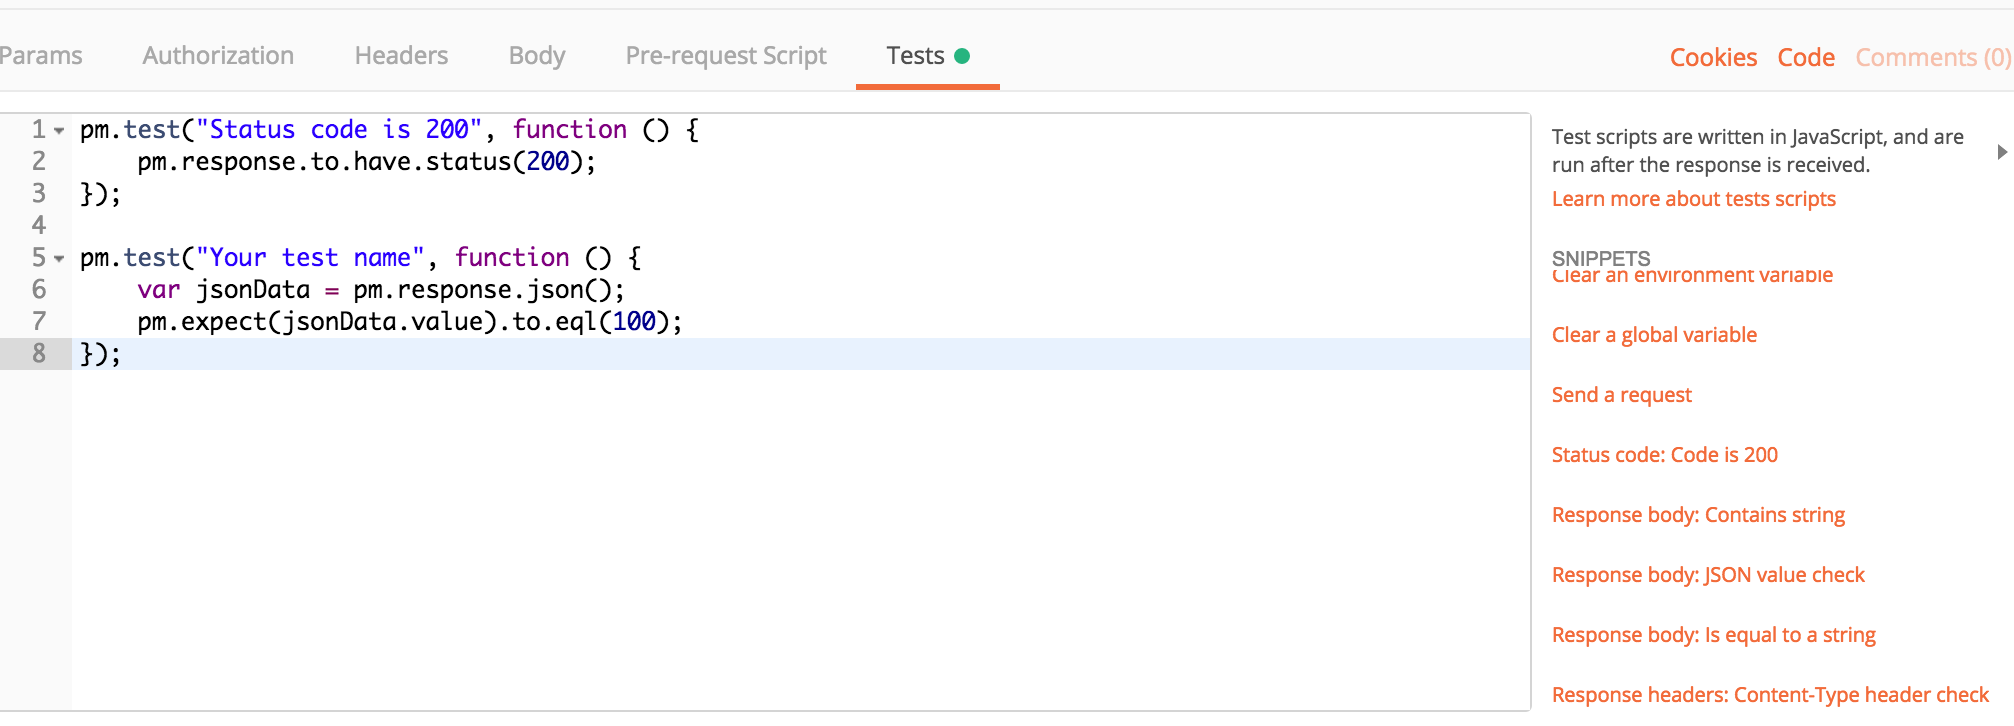 Params Authorization Headers Body Pre-request Script Tests Cookies Code Comments (0)
1 pm.test("Status code is 200", function () {
2 pm.response.to.have.status(200);
3 });
4
5 pm.test("Your test name", function () {
6 var jsonData = pm.response.json();
7 pm.expect(jsonData.value).to.eql(100);
8 });
Test scripts are written in JavaScript, and are
run after the response is received.
Learn more about tests scripts
SNIPPETS
Clear an environment variable
Clear a global variable
Send a request
Status code: Code is 200
Response body: Contains string
Response body: JSON value check
Response body: Is equal to a string
Response headers: Content-Type header check